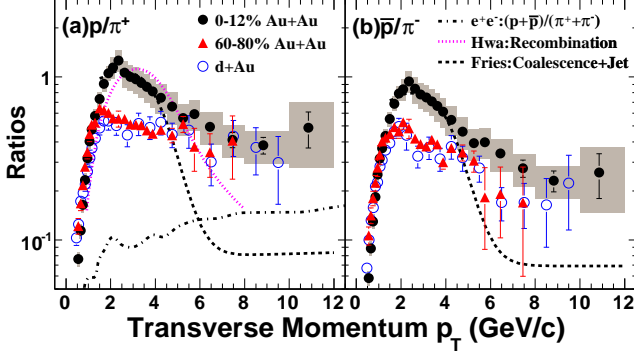 (a)p/π⁺
0-12% Au+Au
60-80% Au+Au
d+Au
(b)p̅/π⁻
e⁺e⁻:(p+p̅)/(π⁺+π⁻)
Hwa:Recombination
Fries:Coalescence+Jet
Ratios
1
10⁻¹
0 2 4 6 8 10 12
0 2 4 6 8 10 12
Transverse Momentum p_T (GeV/c)